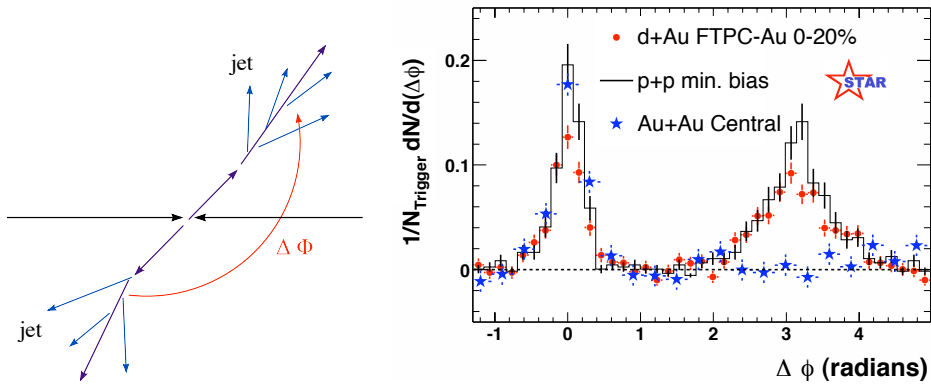 jet
Δ Φ
jet
d+Au FTPC-Au 0-20%
p+p min. bias
Au+Au Central
STAR
1/N_Trigger dN/d(Δϕ)
0.2
0.1
0
-1 0 1 2 3 4
Δ ϕ (radians)